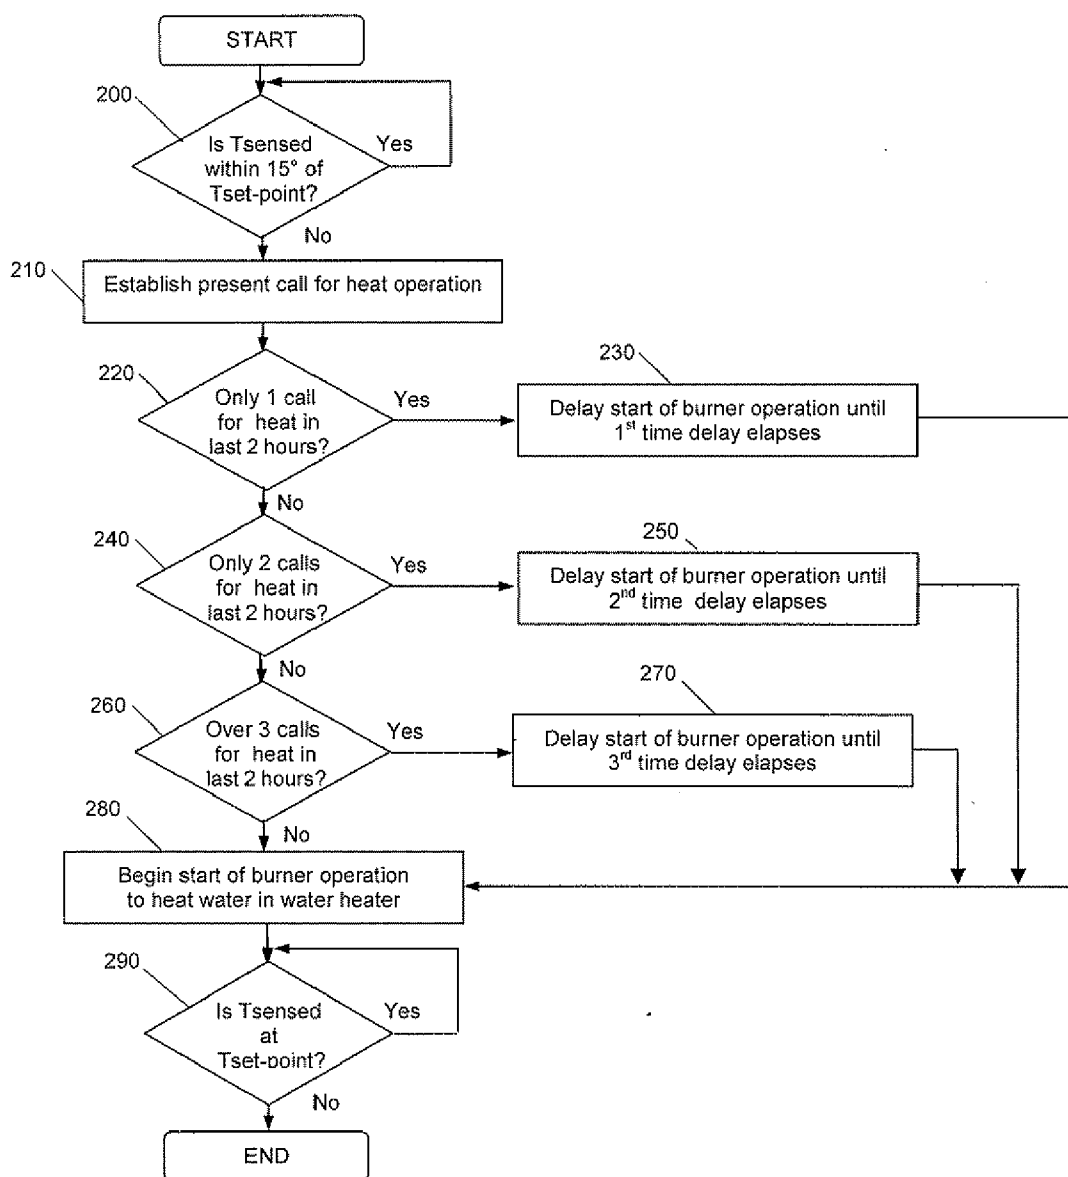 START
200
Is Tsensed
within 15° of
Tset-point?
Yes
No
210
Establish present call for heat operation
220
Only 1 call
for heat in
last 2 hours?
Yes
230
Delay start of burner operation until
1st time delay elapses
No
240
Only 2 calls
for heat in
last 2 hours?
Yes
250
Delay start of burner operation until
2nd time delay elapses
No
260
Over 3 calls
for heat in
last 2 hours?
Yes
270
Delay start of burner operation until
3rd time delay elapses
No
280
Begin start of burner operation
to heat water in water heater
290
Is Tsensed
at
Tset-point?
Yes
No
END